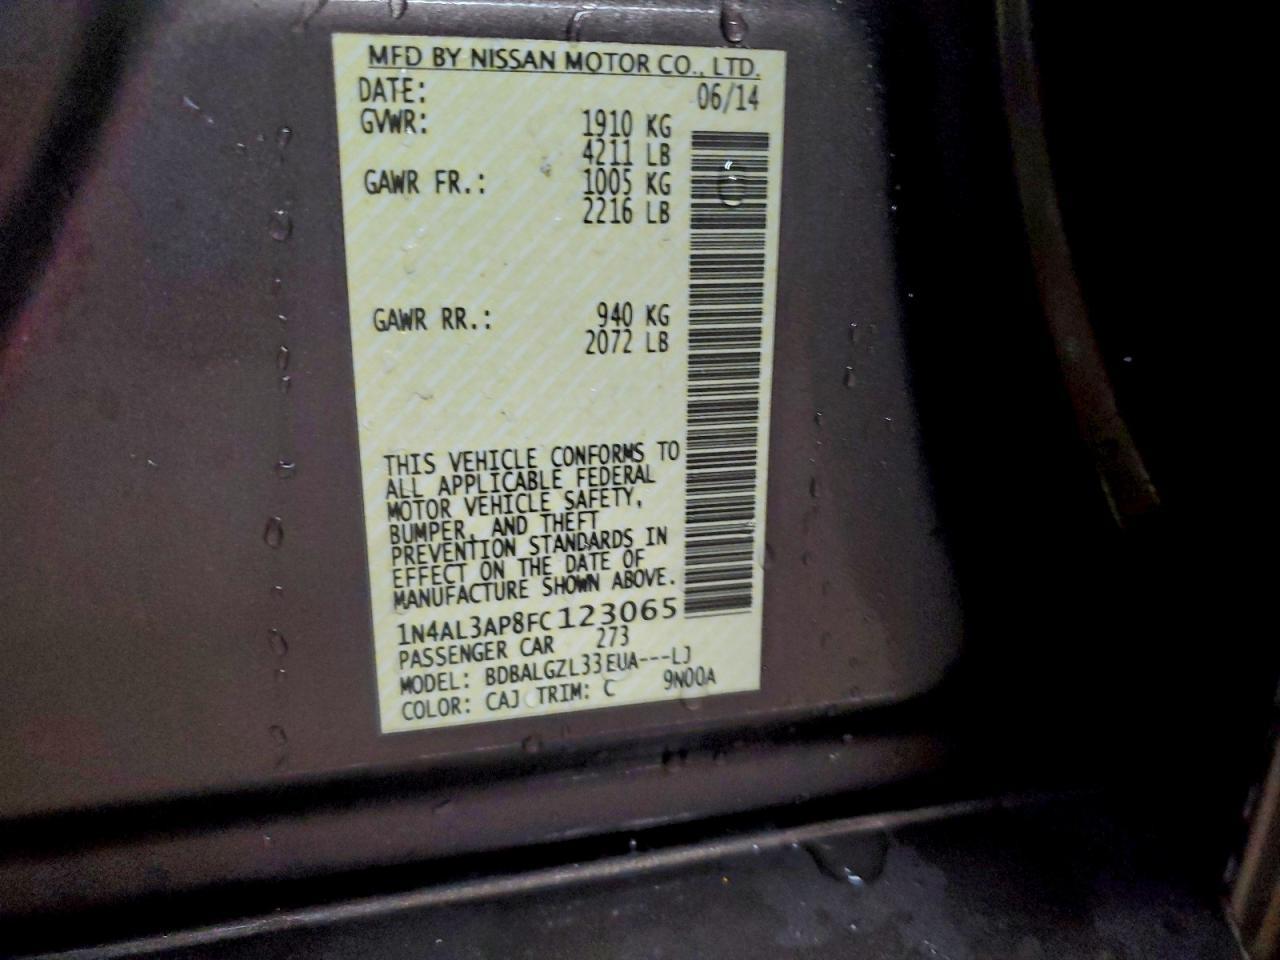 MFD BY NISSAN MOTOR CO., LTD.
DATE: 06/14
GVWR: 1910 KG
4211 LB
GAWR FR.: 1005 KG
2216 LB
GAWR RR.: 940 KG
2072 LB
THIS VEHICLE CONFORMS TO
ALL APPLICABLE FEDERAL
MOTOR VEHICLE SAFETY,
BUMPER, AND THEFT
PREVENTION STANDARDS IN
EFFECT ON THE DATE OF
MANUFACTURE SHOWN ABOVE.
1N4AL3AP8FC123065
PASSENGER CAR 273
MODEL: BDBALGZL33EUA---LJ
COLOR: CAJ TRIM: C 9N00A